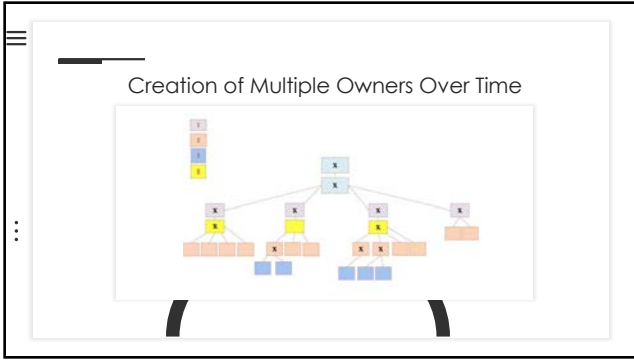 Creation of Multiple Owners Over Time
X
X
X X X X
X X
X X X